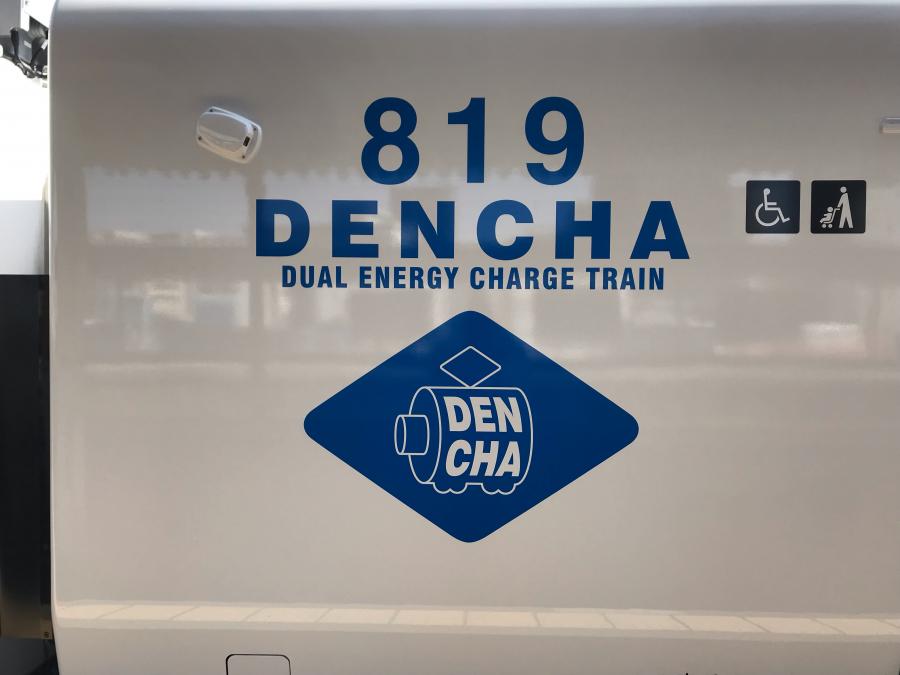 819
DENCHA
DUAL ENERGY CHARGE TRAIN
DEN
CHA